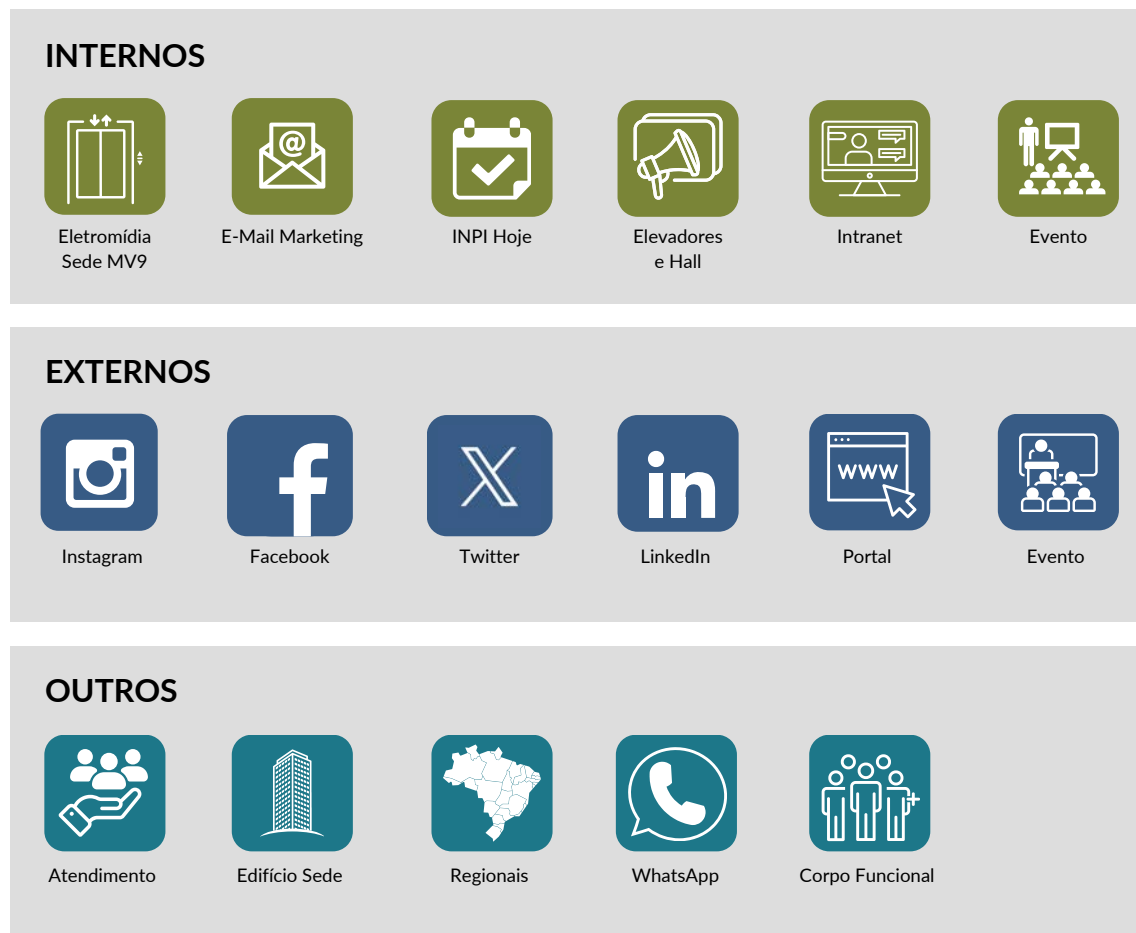 INTERNOS
Eletromídia
Sede MV9
E-Mail Marketing
INPI Hoje
Elevadores
e Hall
Intranet
Evento
EXTERNOS
WWW
Instagram
Facebook
Twitter
LinkedIn
Portal
Evento
OUTROS
Atendimento
Edifício Sede
Regionais
WhatsApp
Corpo Funcional